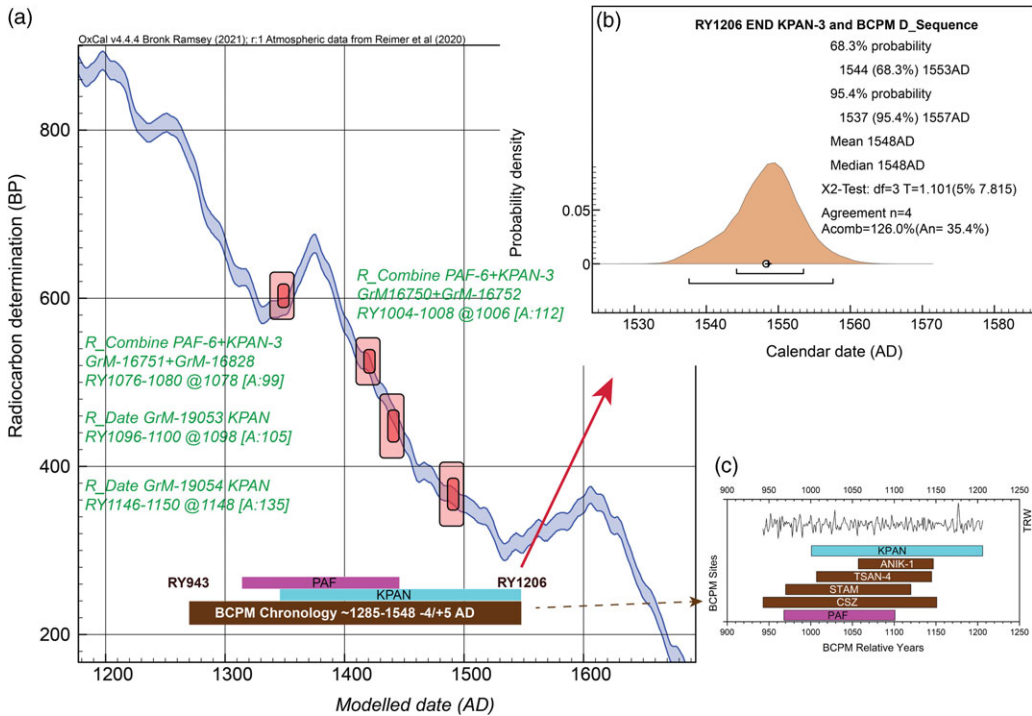 (a)
OxCal v4.4.4 Bronk Ramsey (2021); r:1 Atmospheric data from Reimer et al (2020)
Radiocarbon determination (BP)
800
600
400
200
R_Combine PAF-6+KPAN-3
GrM16750+GrM-16752
RY1004-1008 @1006 [A:112]
R_Combine PAF-6+KPAN-3
GrM-16751+GrM-16828
RY1076-1080 @1078 [A:99]
R_Date GrM-19053 KPAN
RY1096-1100 @1098 [A:105]
R_Date GrM-19054 KPAN
RY1146-1150 @1148 [A:135]
RY943
RY1206
PAF
KPAN
BCPM Chronology ~1285-1548 -4/+5 AD
1200
1300
1400
1500
1600
Modelled date (AD)
(b)
RY1206 END KPAN-3 and BCPM D_Sequence
68.3% probability
1544 (68.3%) 1553AD
95.4% probability
1537 (95.4%) 1557AD
Mean 1548AD
Median 1548AD
X2-Test: df=3 T=1.101(5% 7.815)
Agreement n=4
Acomb=126.0%(An= 35.4%)
Probability density
0.05
0
1530 1540 1550 1560 1570 1580
Calendar date (AD)
(c)
900 950 1000 1050 1100 1150 1200 1250
TRW
BCPM Sites
KPAN
ANIK-1
TSAN-4
STAM
CSZ
PAF
900 950 1000 1050 1100 1150 1200 1250
BCPM Relative Years